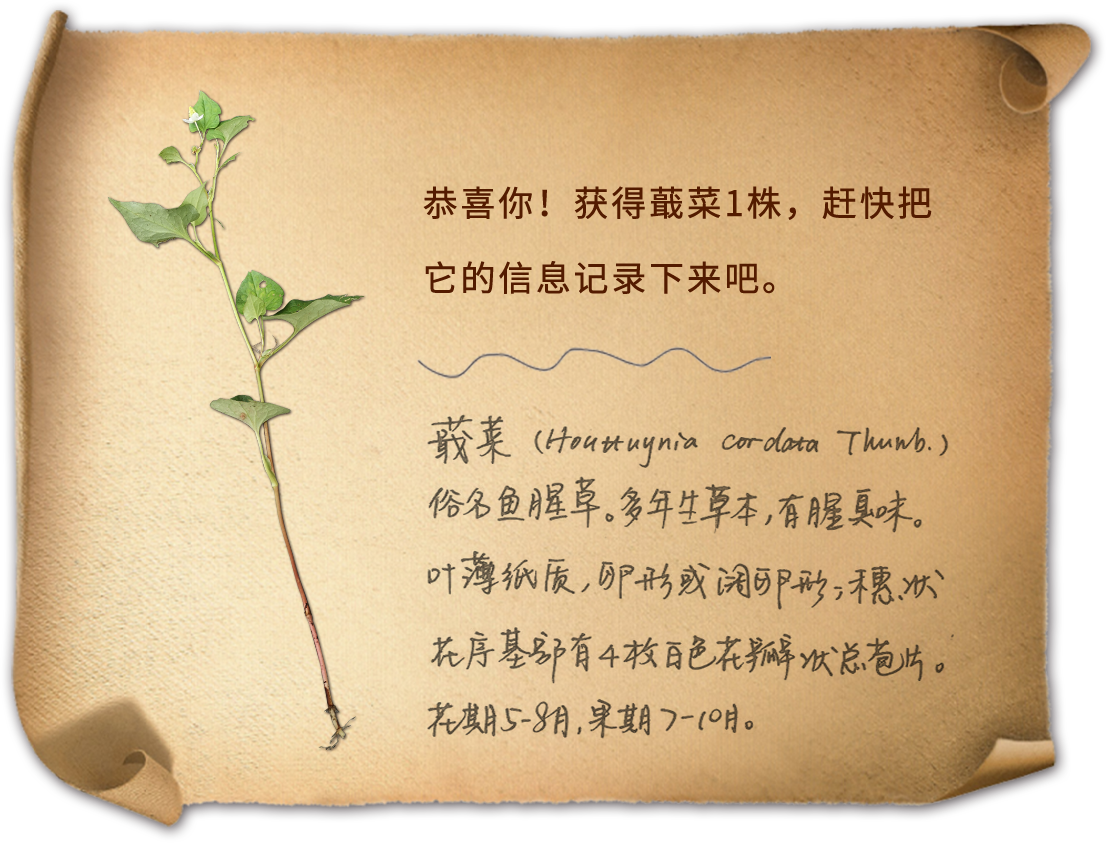 恭喜你！获得蕺菜1株，赶快把
它的信息记录下来吧。
蕺菜（Houttuynia cordata Thunb.）
俗名鱼腥草。多年生草本，有腥臭味。
叶薄纸质，卵形或阔卵形；穗状
花序基部有4枚白色花瓣状总苞片。
花期5-8月，果期7-10月。